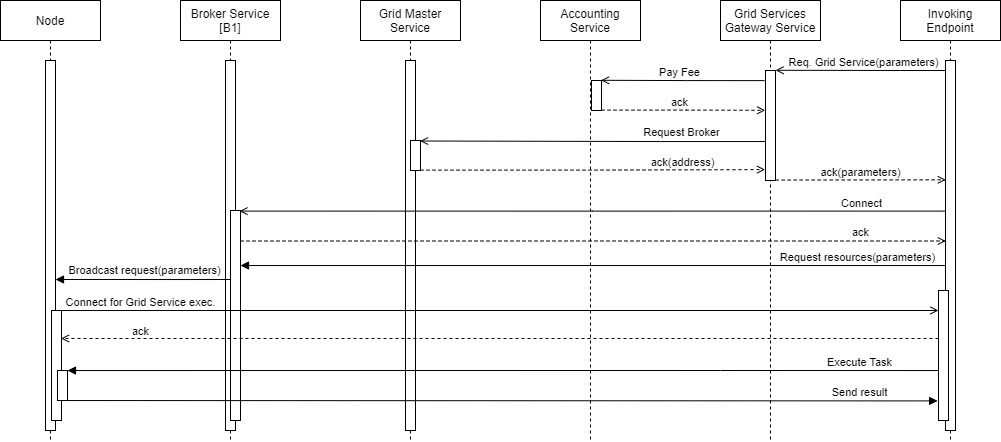 Node
Broker Service
[B1]
Grid Master
Service
Accounting
Service
Grid Services
Gateway Service
Invoking
Endpoint
Req. Grid Service(parameters)
Pay Fee
ack
Request Broker
ack(address)
ack(parameters)
Connect
ack
Request resources(parameters)
Broadcast request(parameters)
Connect for Grid Service exec.
ack
Execute Task
Send result